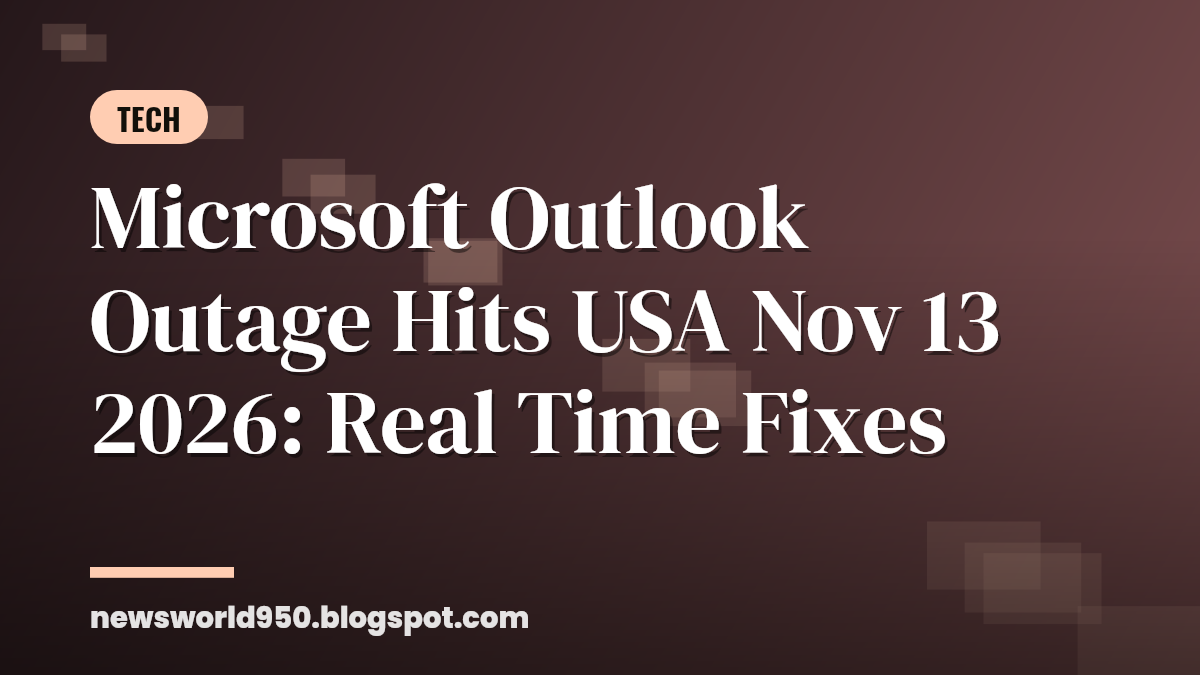 TECH
Microsoft Outlook
Outage Hits USA Nov 13
2026: Real Time Fixes
newsworld950.blogspot.com